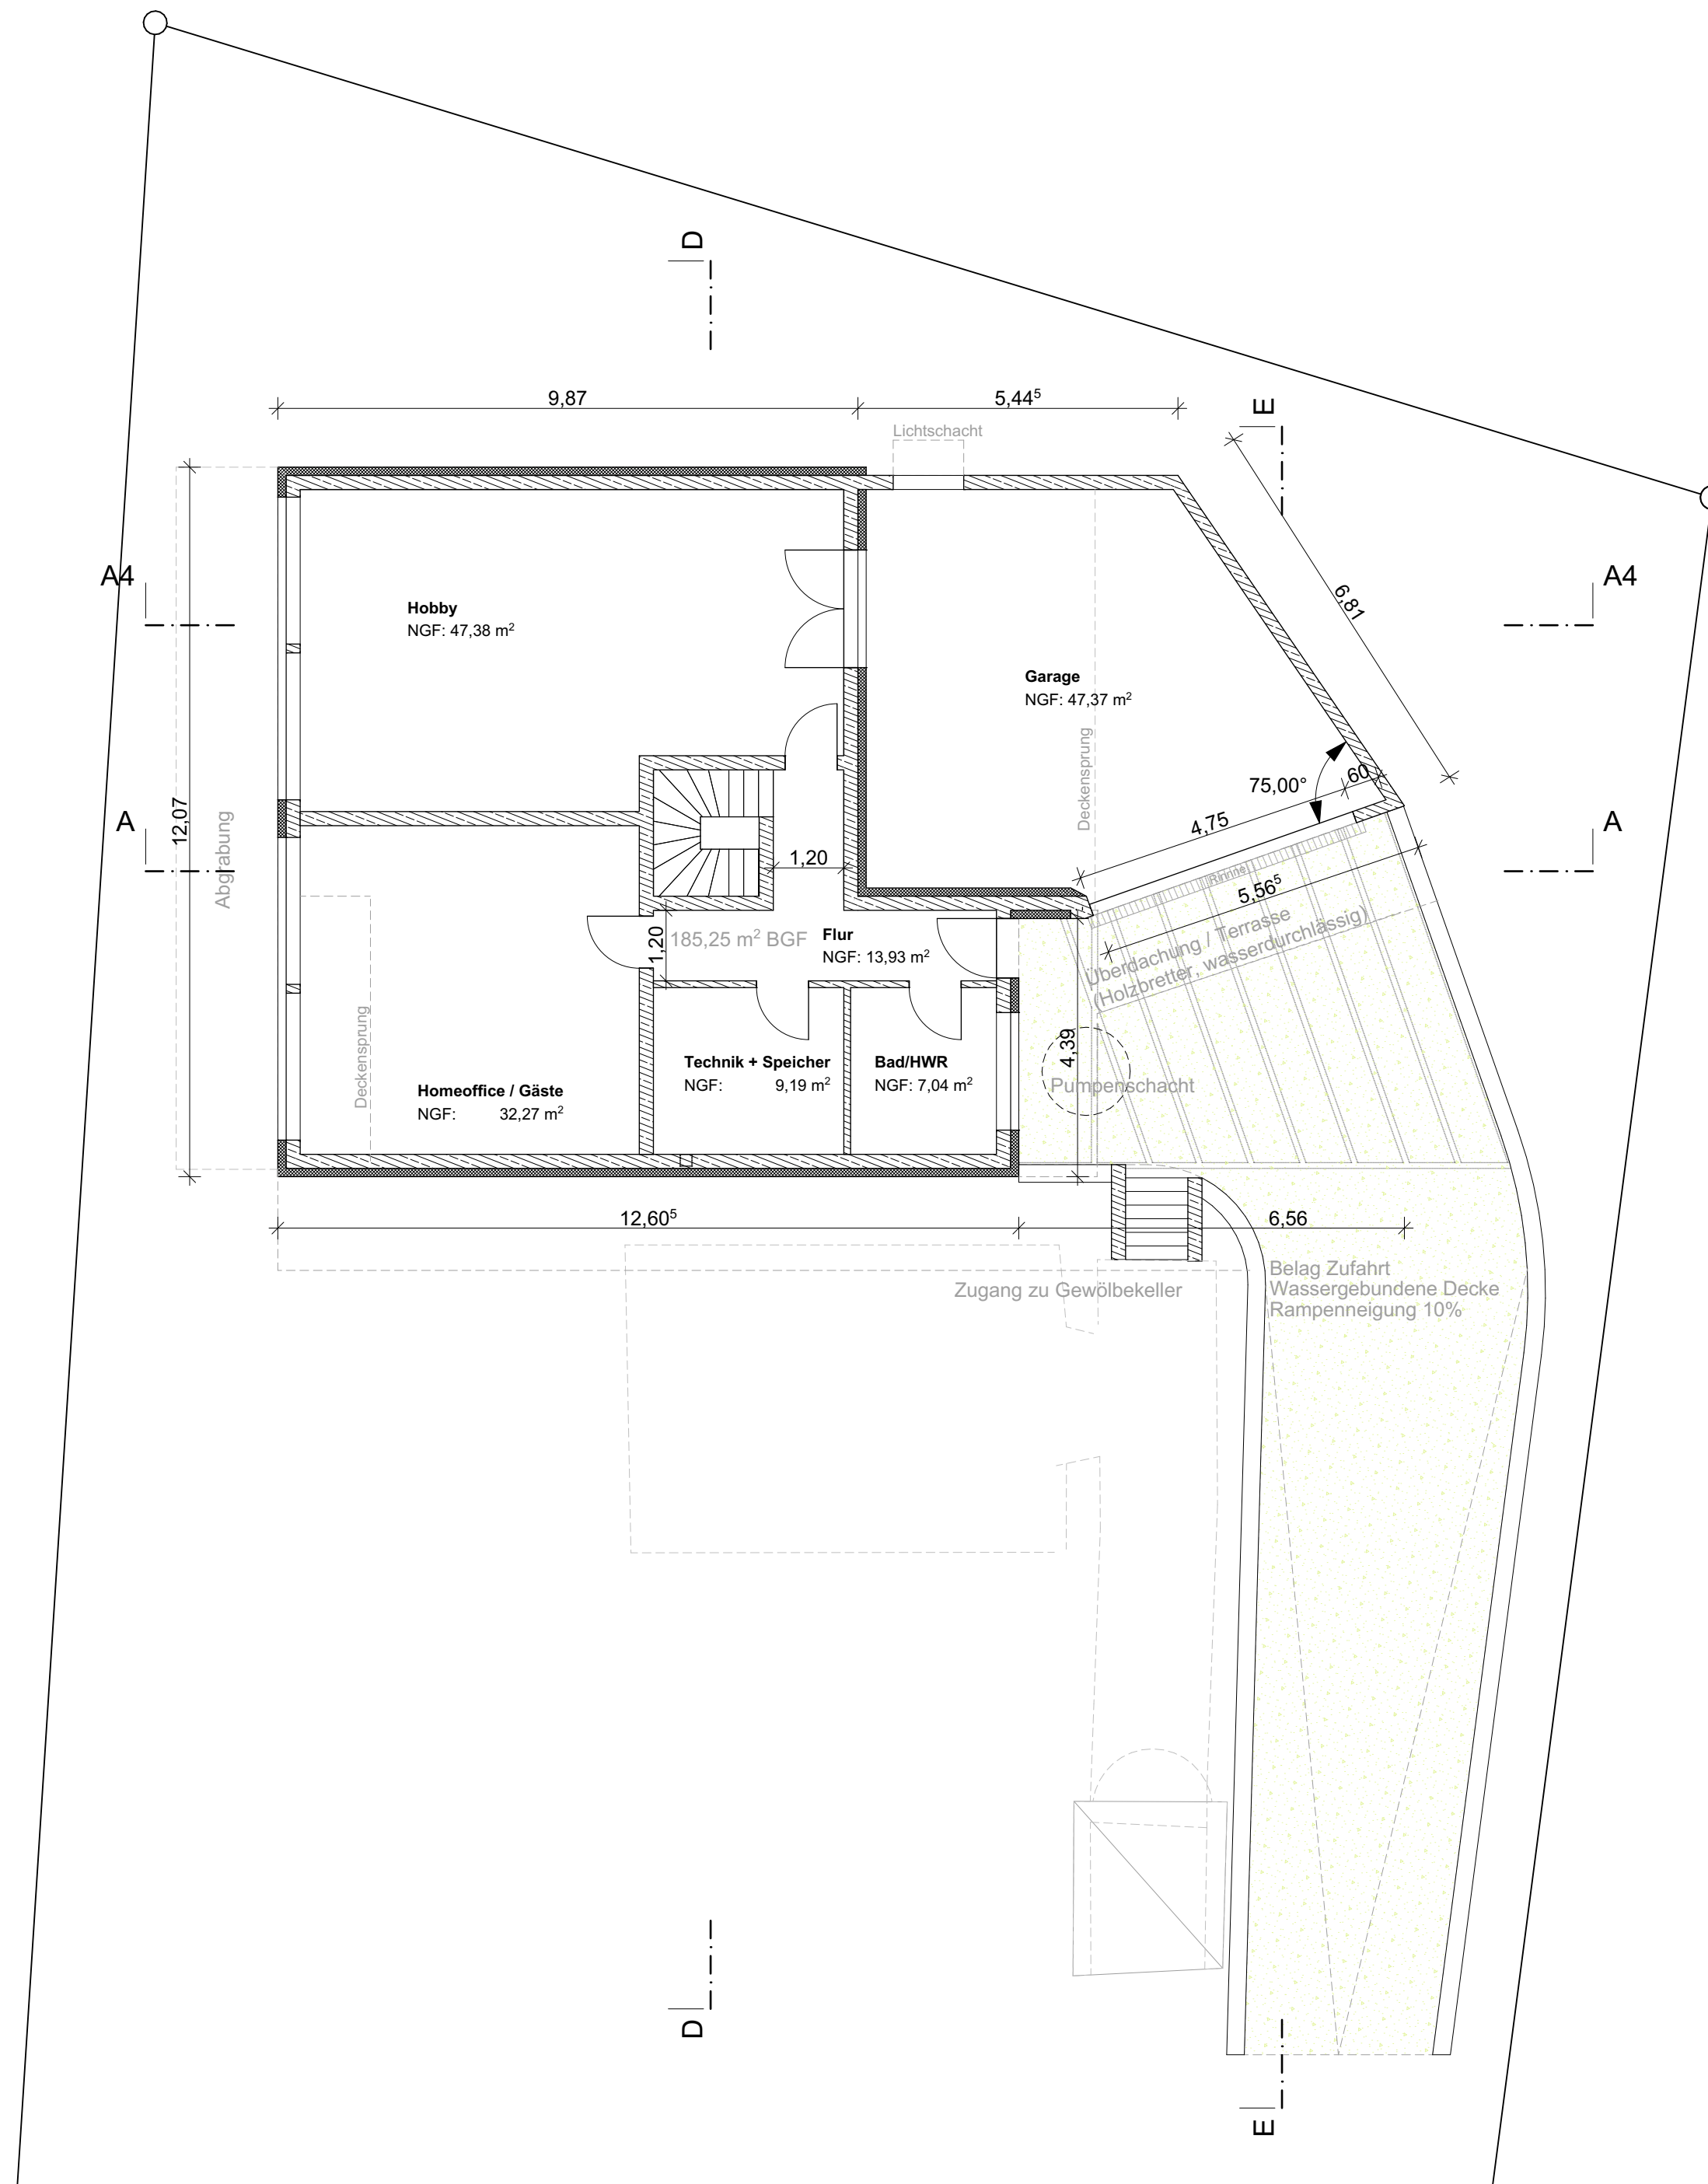 D
9,87
5,44⁵
E
Lichtschacht
A4
A4
6,81
Hobby
NGF: 47,38 m²
Garage
NGF: 47,37 m²
Deckensprung
75,00°
60
4,75
A
A
12,07
Abgrabung
1,20
Rinne
5,56⁵
Überdachung / Terrasse
(Holzbretter, wasserdurchlässig)
1,20
185,25 m² BGF
Flur
NGF: 13,93 m²
Deckensprung
4,39
Homeoffice / Gäste
NGF: 32,27 m²
Technik + Speicher
NGF: 9,19 m²
Bad/HWR
NGF: 7,04 m²
Pumpenschacht
12,60⁵
6,56
Zugang zu Gewölbekeller
Belag Zufahrt
Wassergebundene Decke
Rampenneigung 10%
D
E